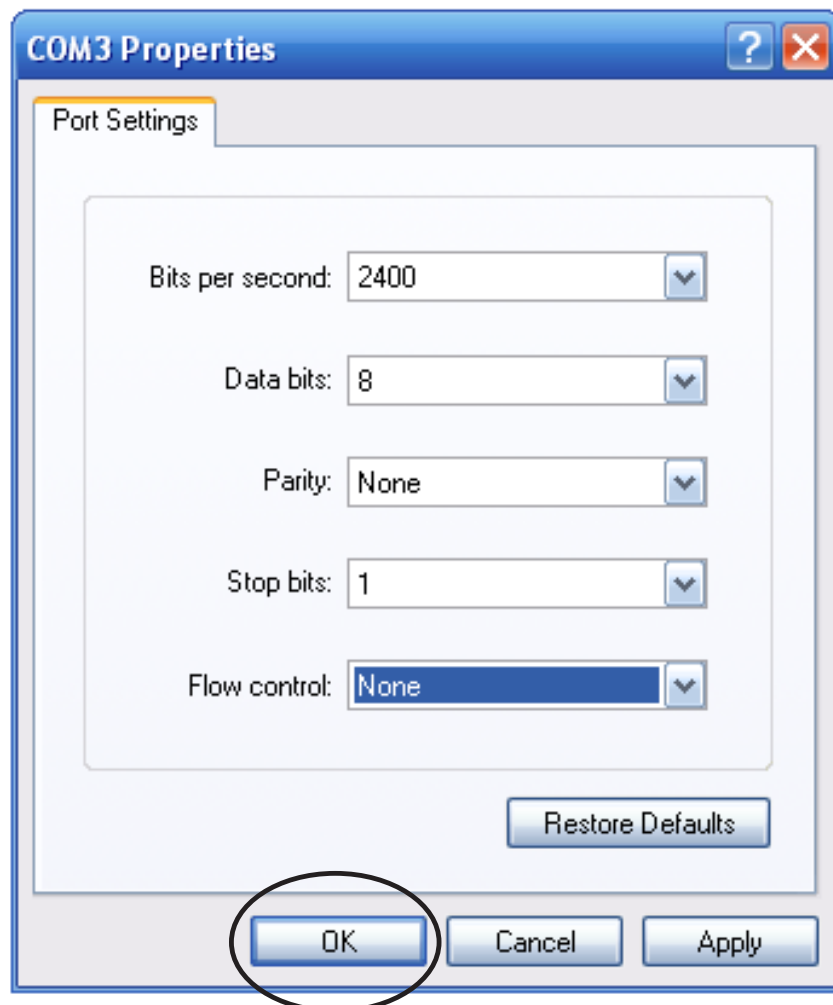 COM3 Properties
Port Settings
Bits per second: 2400
Data bits: 8
Parity: None
Stop bits: 1
Flow control: None
Restore Defaults
OK Cancel Apply